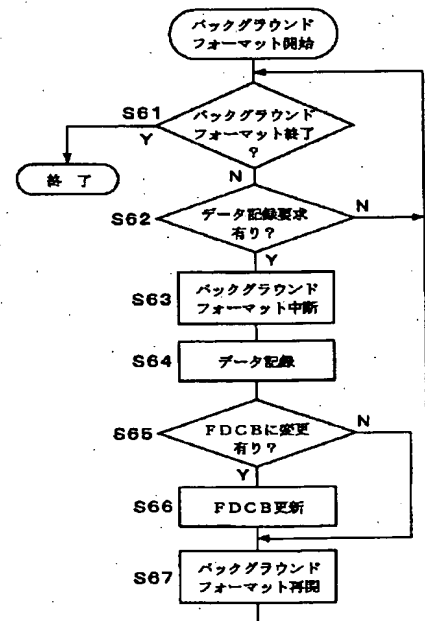 バックグラウンド
フォーマット開始
S61
バックグラウンド
フォーマット終了
?
Y
終 了
N
S62
データ記録要求
有り?
N
Y
S63
バックグラウンド
フォーマット中断
S64
データ記録
S65
FDCBに変更
有り?
N
Y
S66
FDCB更新
S67
バックグラウンド
フォーマット再開